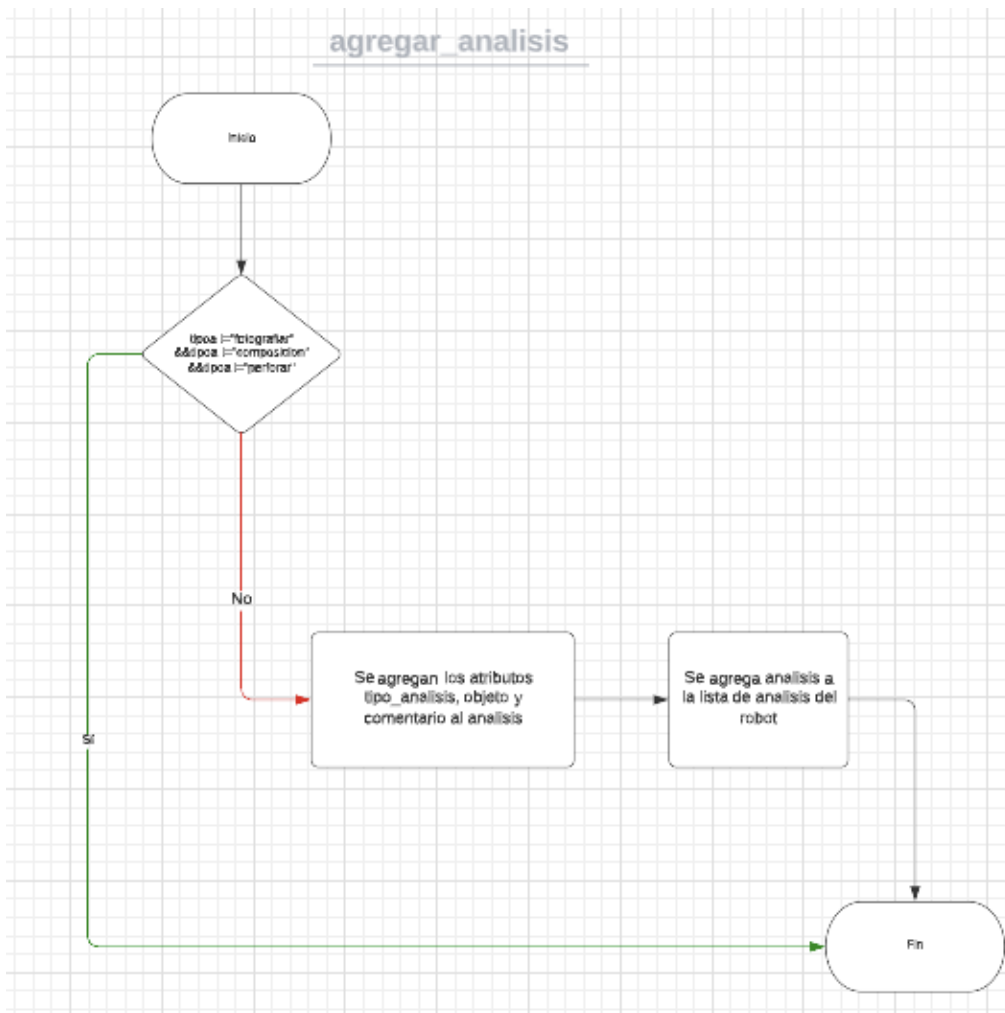 agregar_analisis
Inicio
tipoa !="fotografiar"
&&tipoa !="composicion"
&&tipoa !="perforar"
No
Se agregan los atributos
tipo_analisis, objeto y
comentario al analisis
Se agrega analisis a
la lista de analisis del
robot
Sí
Fin